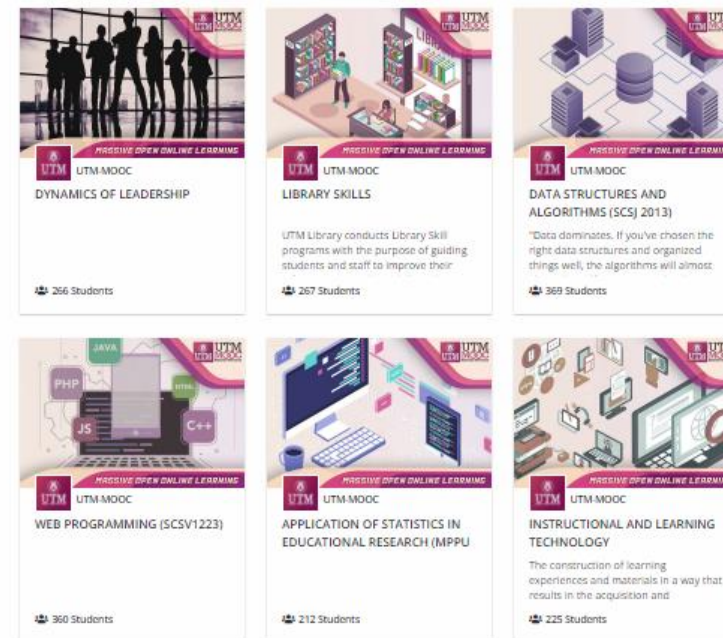 UTM MOOC
MASSIVE OPEN ONLINE LEARNING
UTM
UTM-MOOC
DYNAMICS OF LEADERSHIP
266 Students
LIB
UTM MOOC
MASSIVE OPEN ONLINE LEARNING
UTM
UTM-MOOC
LIBRARY SKILLS
UTM Library conducts Library Skill
programs with the purpose of guiding
students and staff to improve their
267 Students
MASSIVE OPEN ONLINE LEARNING
UTM
UTM-MOOC
DATA STRUCTURES AND
ALGORITHMS (SCSJ 2013)
"Data dominates. If you've chosen the
right data structures and organized
things well, the algorithms will almost
369 Students
JAVA
PHP
HTML
JS
C++
UTM MOOC
MASSIVE OPEN ONLINE LEARNING
UTM
UTM-MOOC
WEB PROGRAMMING (SCSV1223)
360 Students
UTM MOOC
MASSIVE OPEN ONLINE LEARNING
UTM
UTM-MOOC
APPLICATION OF STATISTICS IN
EDUCATIONAL RESEARCH (MPPU
212 Students
MASSIVE OPEN ONLINE LEARNING
UTM
UTM-MOOC
INSTRUCTIONAL AND LEARNING
TECHNOLOGY
The construction of learning
experiences and materials in a way that
results in the acquisition and
225 Students